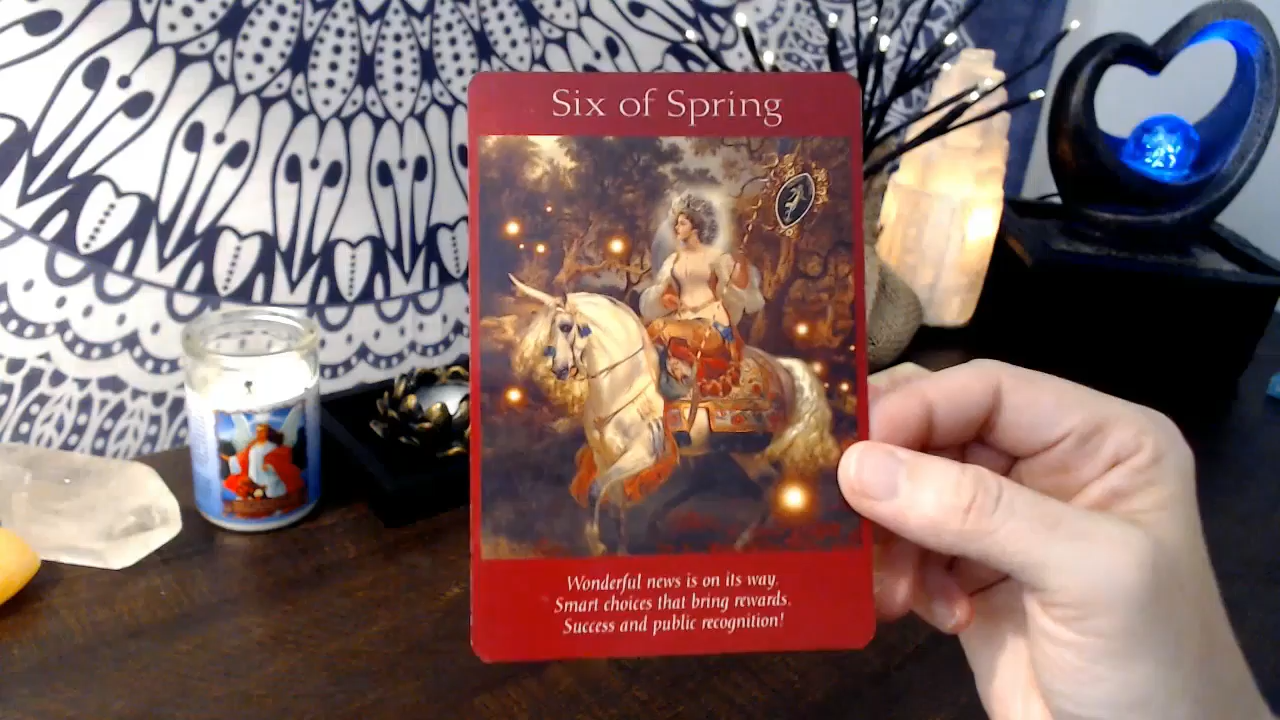 Six of Spring
Wonderful news is on its way.
Smart choices that bring rewards.
Success and public recognition!